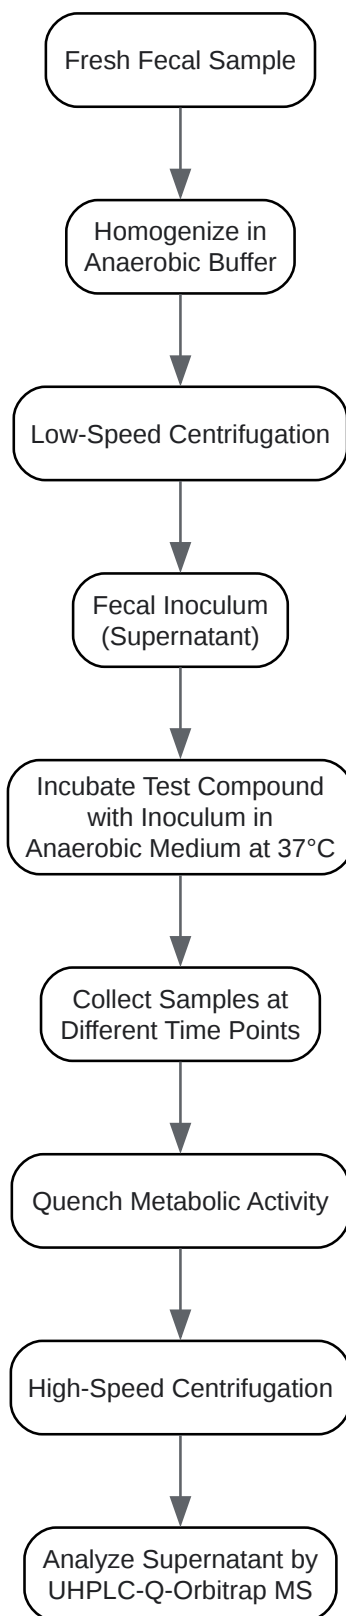 Fresh Fecal Sample
Homogenize in
Anaerobic Buffer
Low-Speed Centrifugation
Fecal Inoculum
(Supernatant)
Incubate Test Compound
with Inoculum in
Anaerobic Medium at 37°C
Collect Samples at
Different Time Points
Quench Metabolic Activity
High-Speed Centrifugation
Analyze Supernatant by
UHPLC-Q-Orbitrap MS